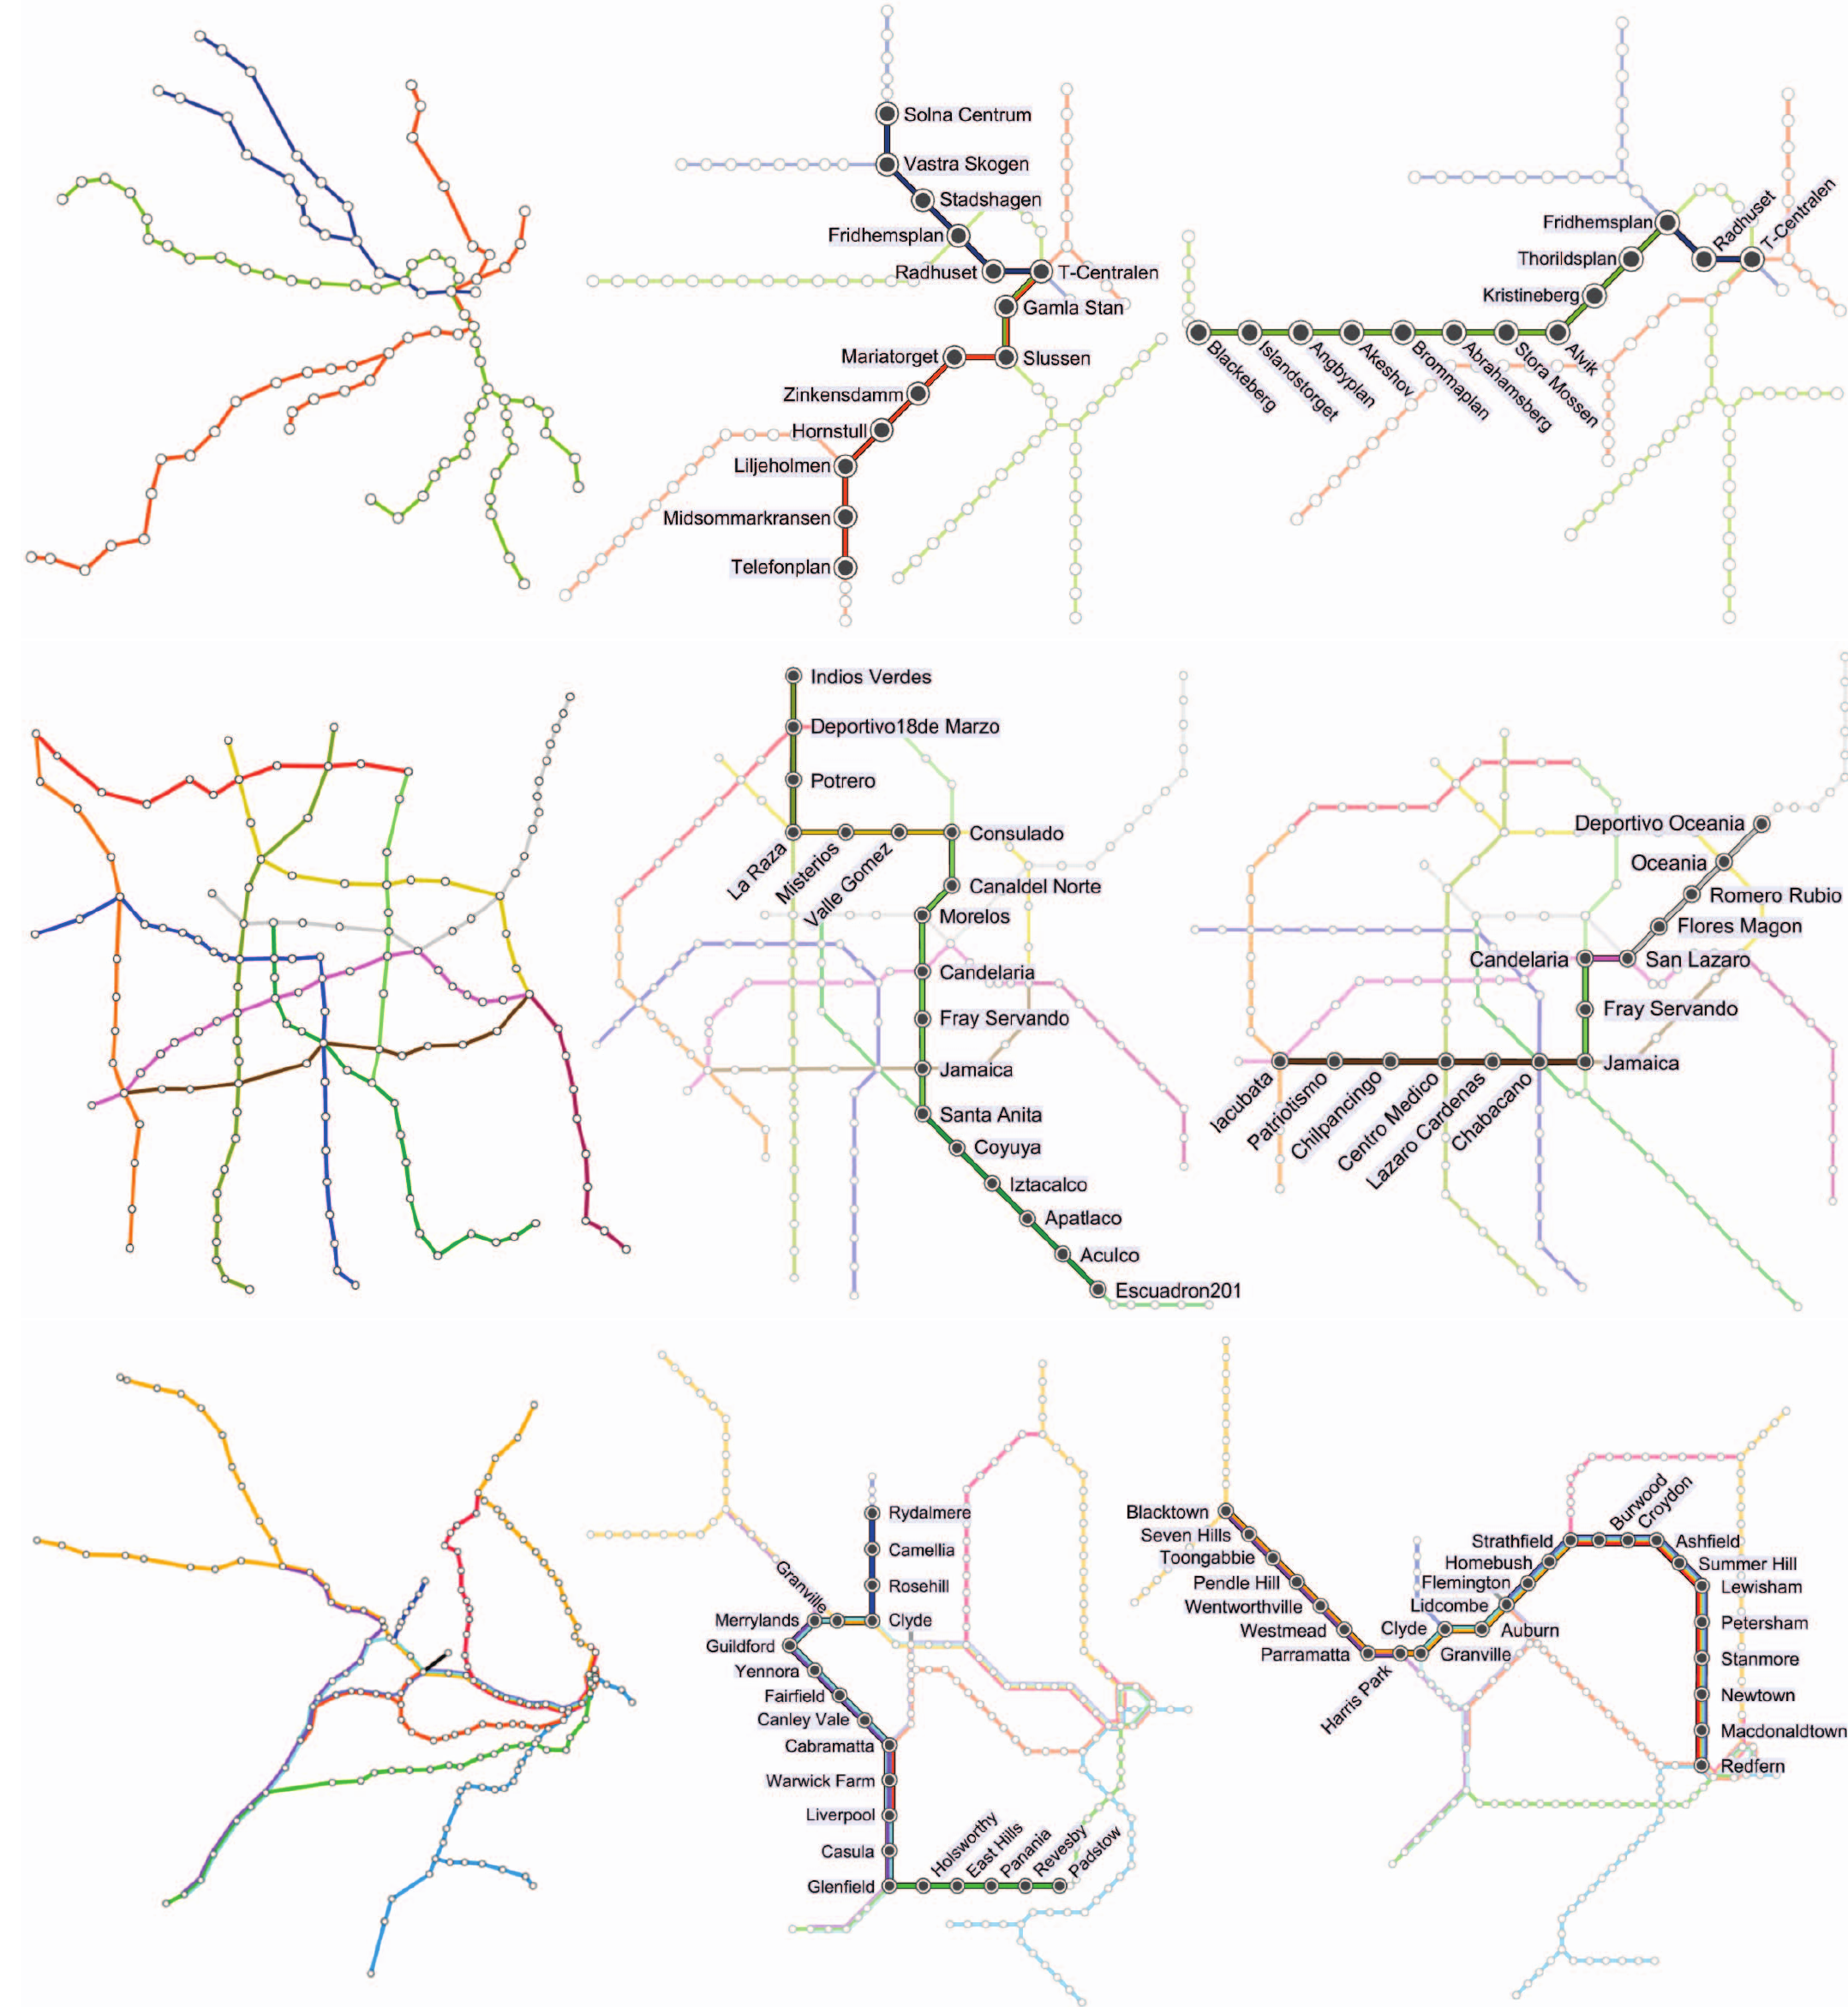 Solna Centrum
Vastra Skogen
Stadshagen
Fridhemsplan
Radhuset
T-Centralen
Gamla Stan
Mariatorget
Slussen
Zinkensdamm
Hornstull
Liljeholmen
Midsommarkransen
Telefonplan
Fridhemsplan
Radhuset
T-Centralen
Thorildsplan
Kristineberg
Blackeberg
Islandstorget
Angbyplan
Akeshov
Brommaplan
Abrahamsberg
Stora Mossen
Alvik
Indios Verdes
Deportivo18de Marzo
Potrero
La Raza
Misterios
Valle Gomez
Consulado
Canaldel Norte
Morelos
Candelaria
Fray Servando
Jamaica
Santa Anita
Coyuya
Iztacalco
Apatlaco
Aculco
Escuadron201
Deportivo Oceania
Oceania
Romero Rubio
Flores Magon
Candelaria
San Lazaro
Fray Servando
Jamaica
Iacubata
Patriotismo
Chilpancingo
Centro Medico
Lazaro Cardenas
Chabacano
Rydalmere
Camellia
Rosehill
Granville
Merrylands
Clyde
Guildford
Yennora
Fairfield
Canley Vale
Cabramatta
Warwick Farm
Liverpool
Casula
Glenfield
Holsworthy
East Hills
Panania
Revesby
Padstow
Blacktown
Seven Hills
Toongabbie
Pendle Hill
Wentworthville
Westmead
Parramatta
Harris Park
Granville
Clyde
Auburn
Lidcombe
Flemington
Homebush
Strathfield
Burwood
Croydon
Ashfield
Summer Hill
Lewisham
Petersham
Stanmore
Newtown
Macdonaldtown
Redfern